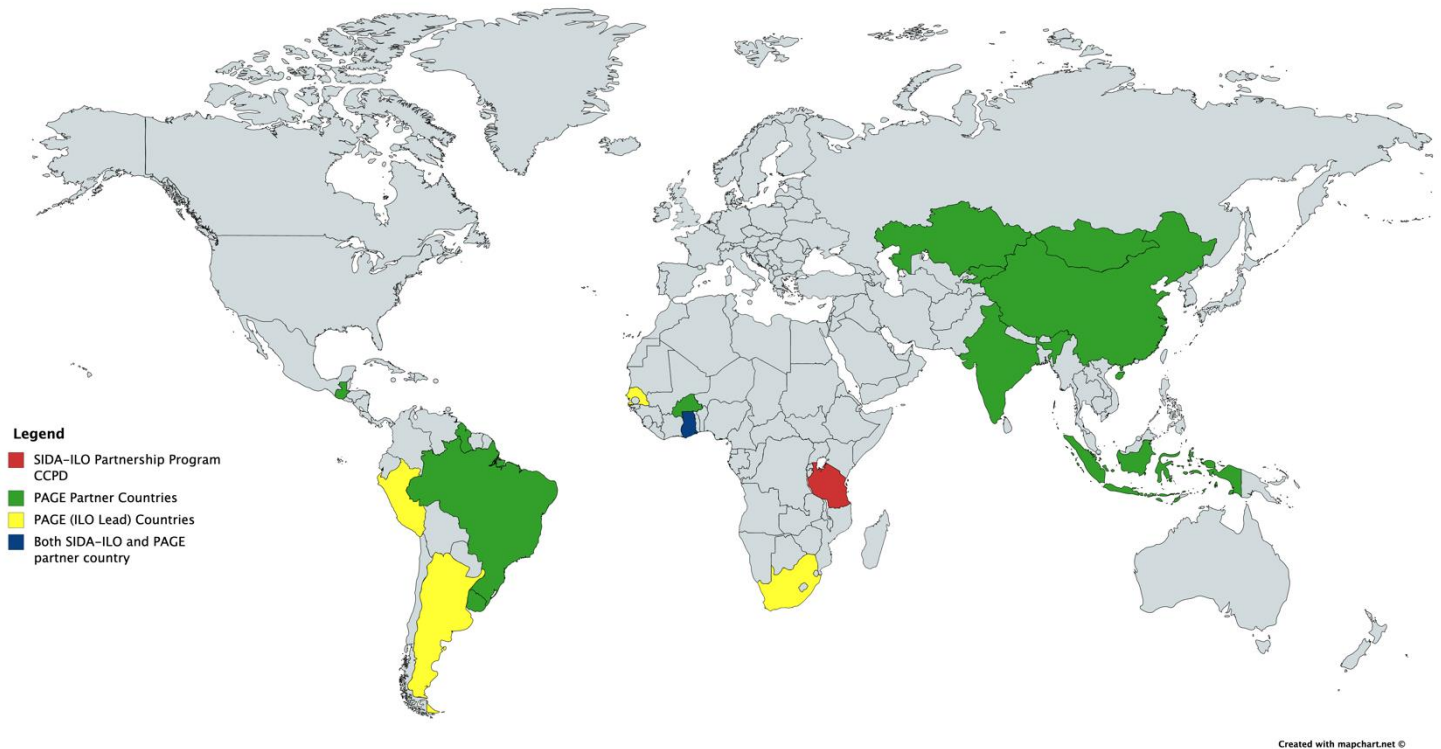 Legend
SIDA-ILO Partnership Program
CCPD
PAGE Partner Countries
PAGE (ILO Lead) Countries
Both SIDA-ILO and PAGE
partner country
Created with mapchart.net ©